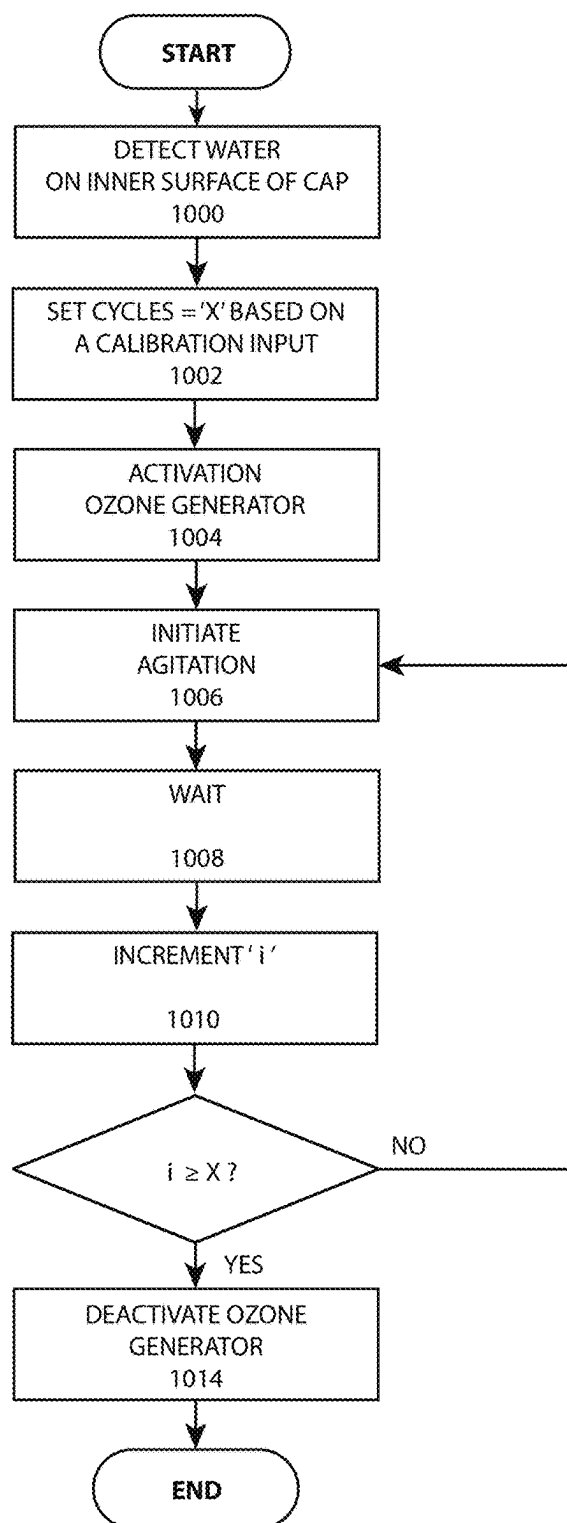 START
DETECT WATER
ON INNER SURFACE OF CAP
1000
SET CYCLES = 'X' BASED ON
A CALIBRATION INPUT
1002
ACTIVATION
OZONE GENERATOR
1004
INITIATE
AGITATION
1006
WAIT
1008
INCREMENT ' i '
1010
i ≥ X ?
NO
YES
DEACTIVATE OZONE
GENERATOR
1014
END